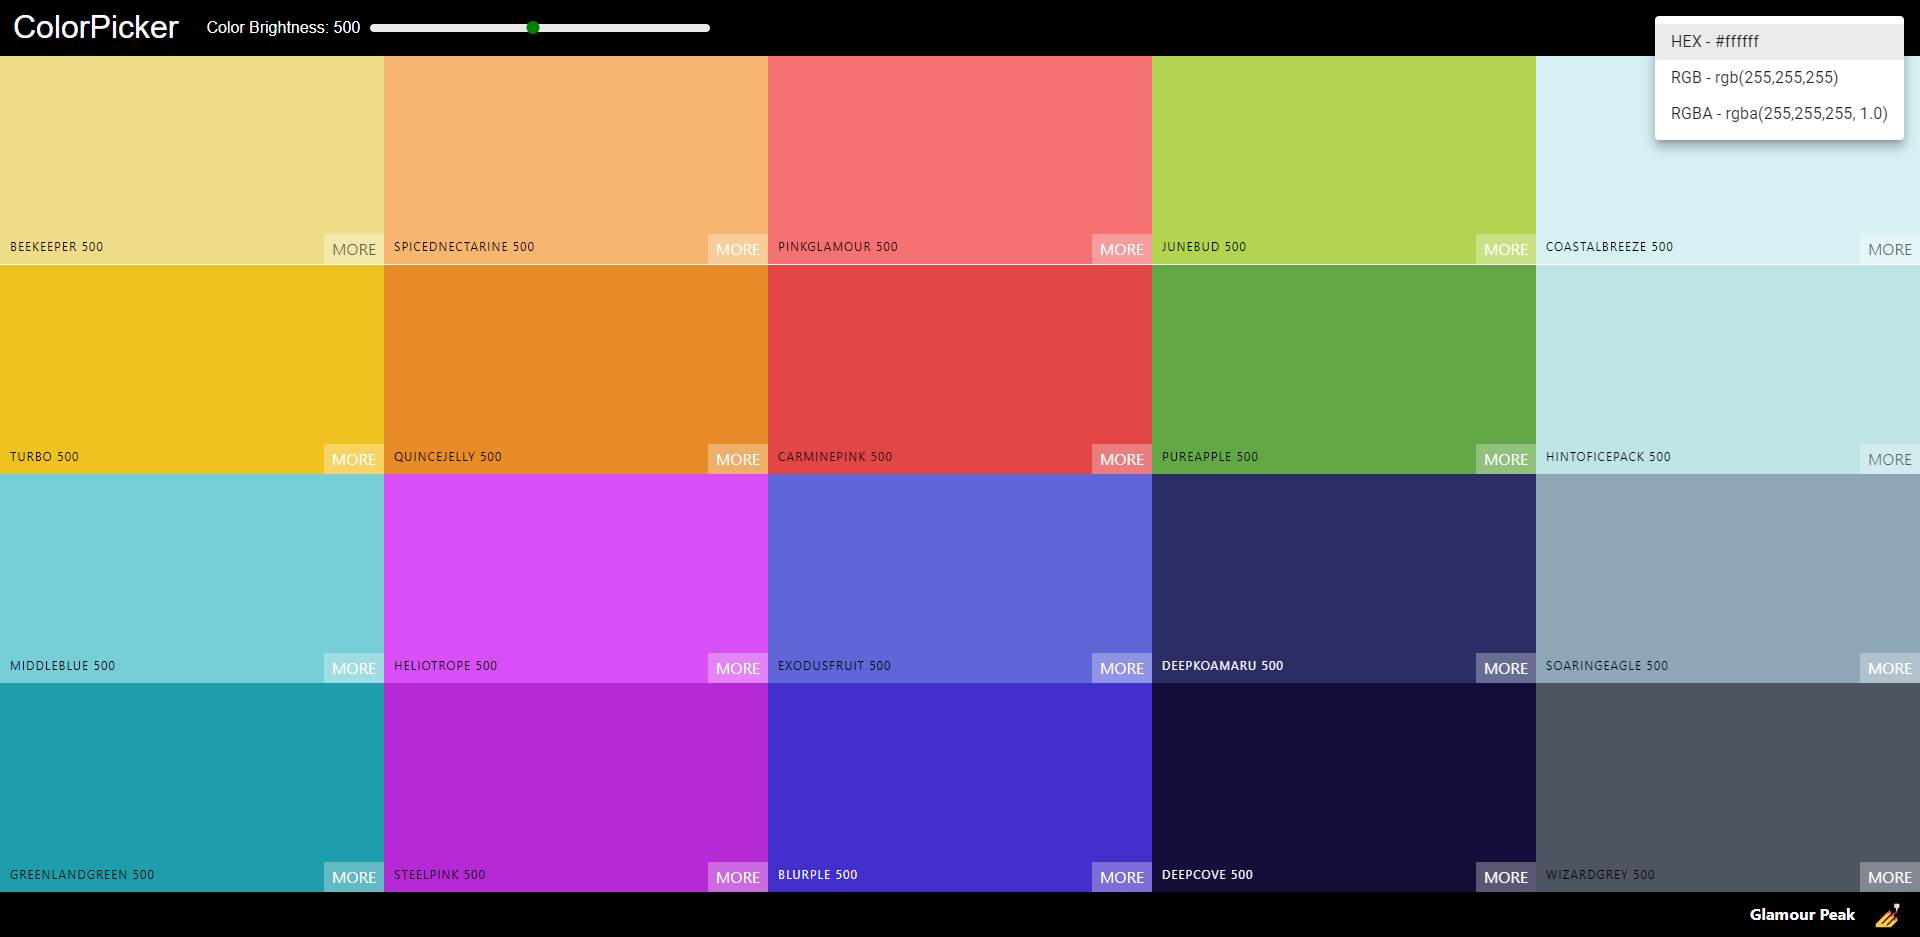 ColorPicker
Color Brightness: 500
HEX - #ffffff
RGB - rgb(255,255,255)
RGBA - rgba(255,255,255, 1.0)
BEEKEEPER 500
MORE
SPICEDNECTARINE 500
MORE
PINKGLAMOUR 500
MORE
JUNEBUD 500
MORE
COASTALBREEZE 500
MORE
TURBO 500
MORE
QUINCEJELLY 500
MORE
CARMINEPINK 500
MORE
PUREAPPLE 500
MORE
HINTOFICEPACK 500
MORE
MIDDLEBLUE 500
MORE
HELIOTROPE 500
MORE
EXODUSFRUIT 500
MORE
DEEPKOAMARU 500
MORE
SOARINGEAGLE 500
MORE
GREENLANDGREEN 500
MORE
STEELPINK 500
MORE
BLURPLE 500
MORE
DEEPCOVE 500
MORE
WIZARDGREY 500
MORE
Glamour Peak